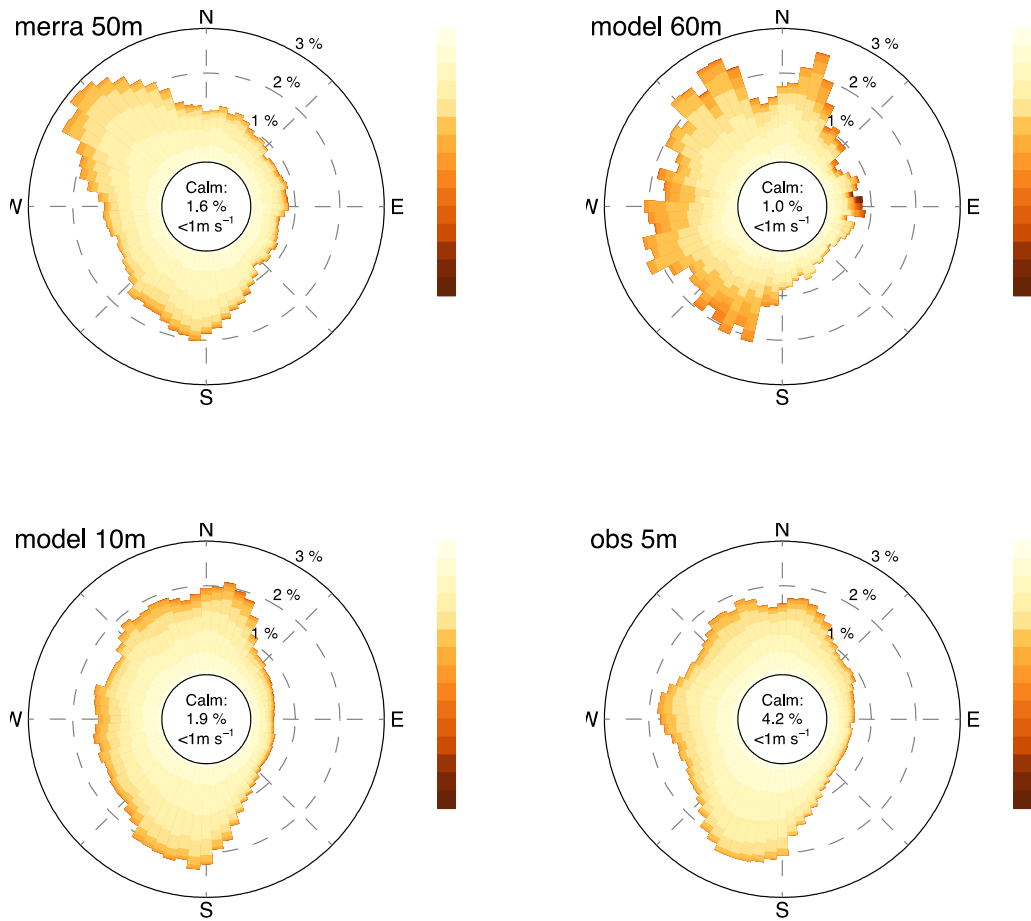 merra 50m
N
3 %
2 %
1 %
W
E
S
Calm:
1.6 %
<1m s⁻¹
model 60m
N
3 %
2 %
1 %
W
E
S
Calm:
1.0 %
<1m s⁻¹
model 10m
N
3 %
2 %
1 %
W
E
S
Calm:
1.9 %
<1m s⁻¹
obs 5m
N
3 %
2 %
1 %
W
E
S
Calm:
4.2 %
<1m s⁻¹